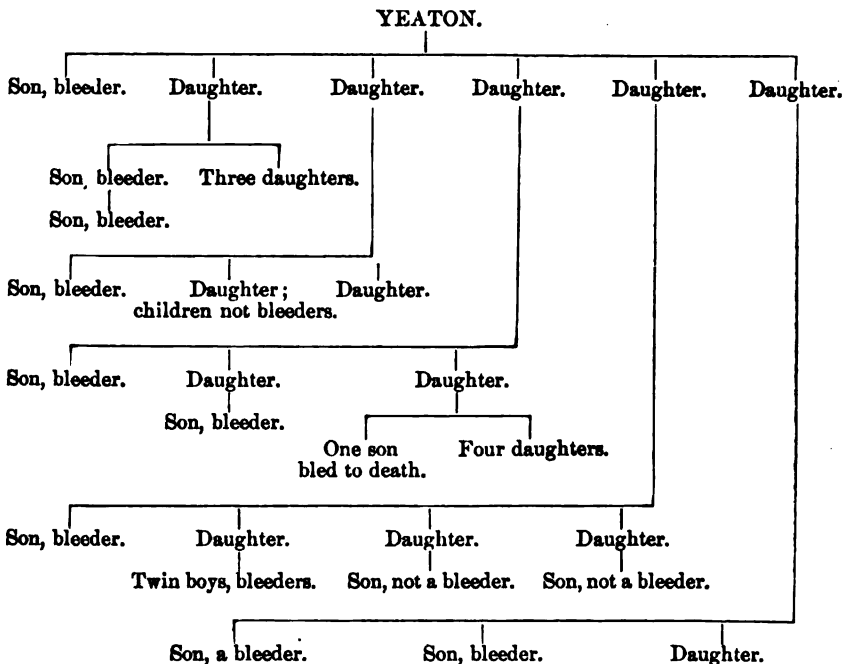 YEATON.
Son, bleeder. Daughter. Daughter. Daughter. Daughter. Daughter.
Son, bleeder. Three daughters.
Son, bleeder.
Son, bleeder. Daughter; Daughter.
children not bleeders.
Son, bleeder. Daughter. Daughter.
Son, bleeder.
One son Four daughters.
bled to death.
Son, bleeder. Daughter. Daughter. Daughter.
Twin boys, bleeders. Son, not a bleeder. Son, not a bleeder.
Son, a bleeder. Son, bleeder. Daughter.